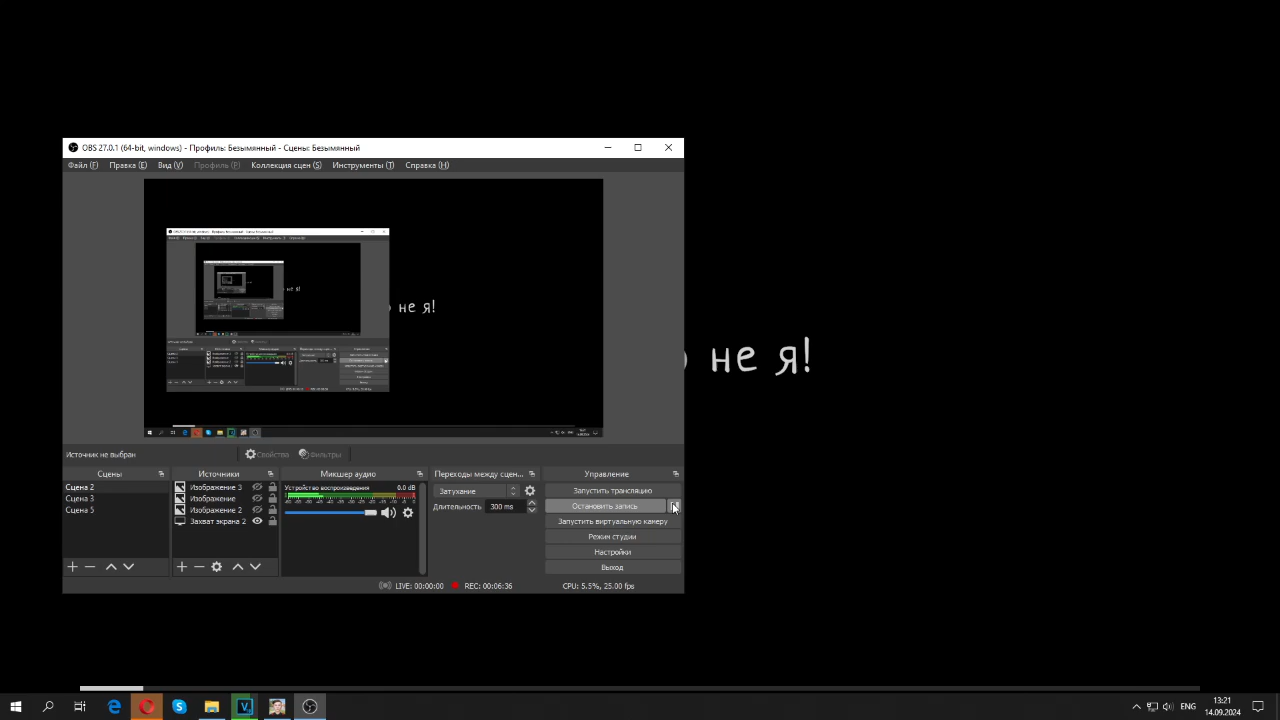 OBS 27.0.1 (64-bit, windows) - Профиль: Безымянный - Сцены: Безымянный
Файл (F) Правка (E) Вид (V) Профиль (P) Коллекция сцен (S) Инструменты (T) Справка (H)
не я!
не я!
не я!
Источник не выбран Свойства Фильтры
Сцены Источники Микшер аудио Переходы между сцен... Управление
Сцена 2 Изображение 3 Устройство воспроизведения 0.0 dB Затухание Запустить трансляцию
Сцена 3 Изображение Длительность 300 ms Остановить запись
Сцена 5 Изображение 2 Запустить виртуальную камеру
Захват экрана 2 Режим студии
Настройки
Выход
LIVE: 00:00:00 REC: 00:06:36 CPU: 5.5%, 25.00 fps
ENG 13:21
14.09.2024